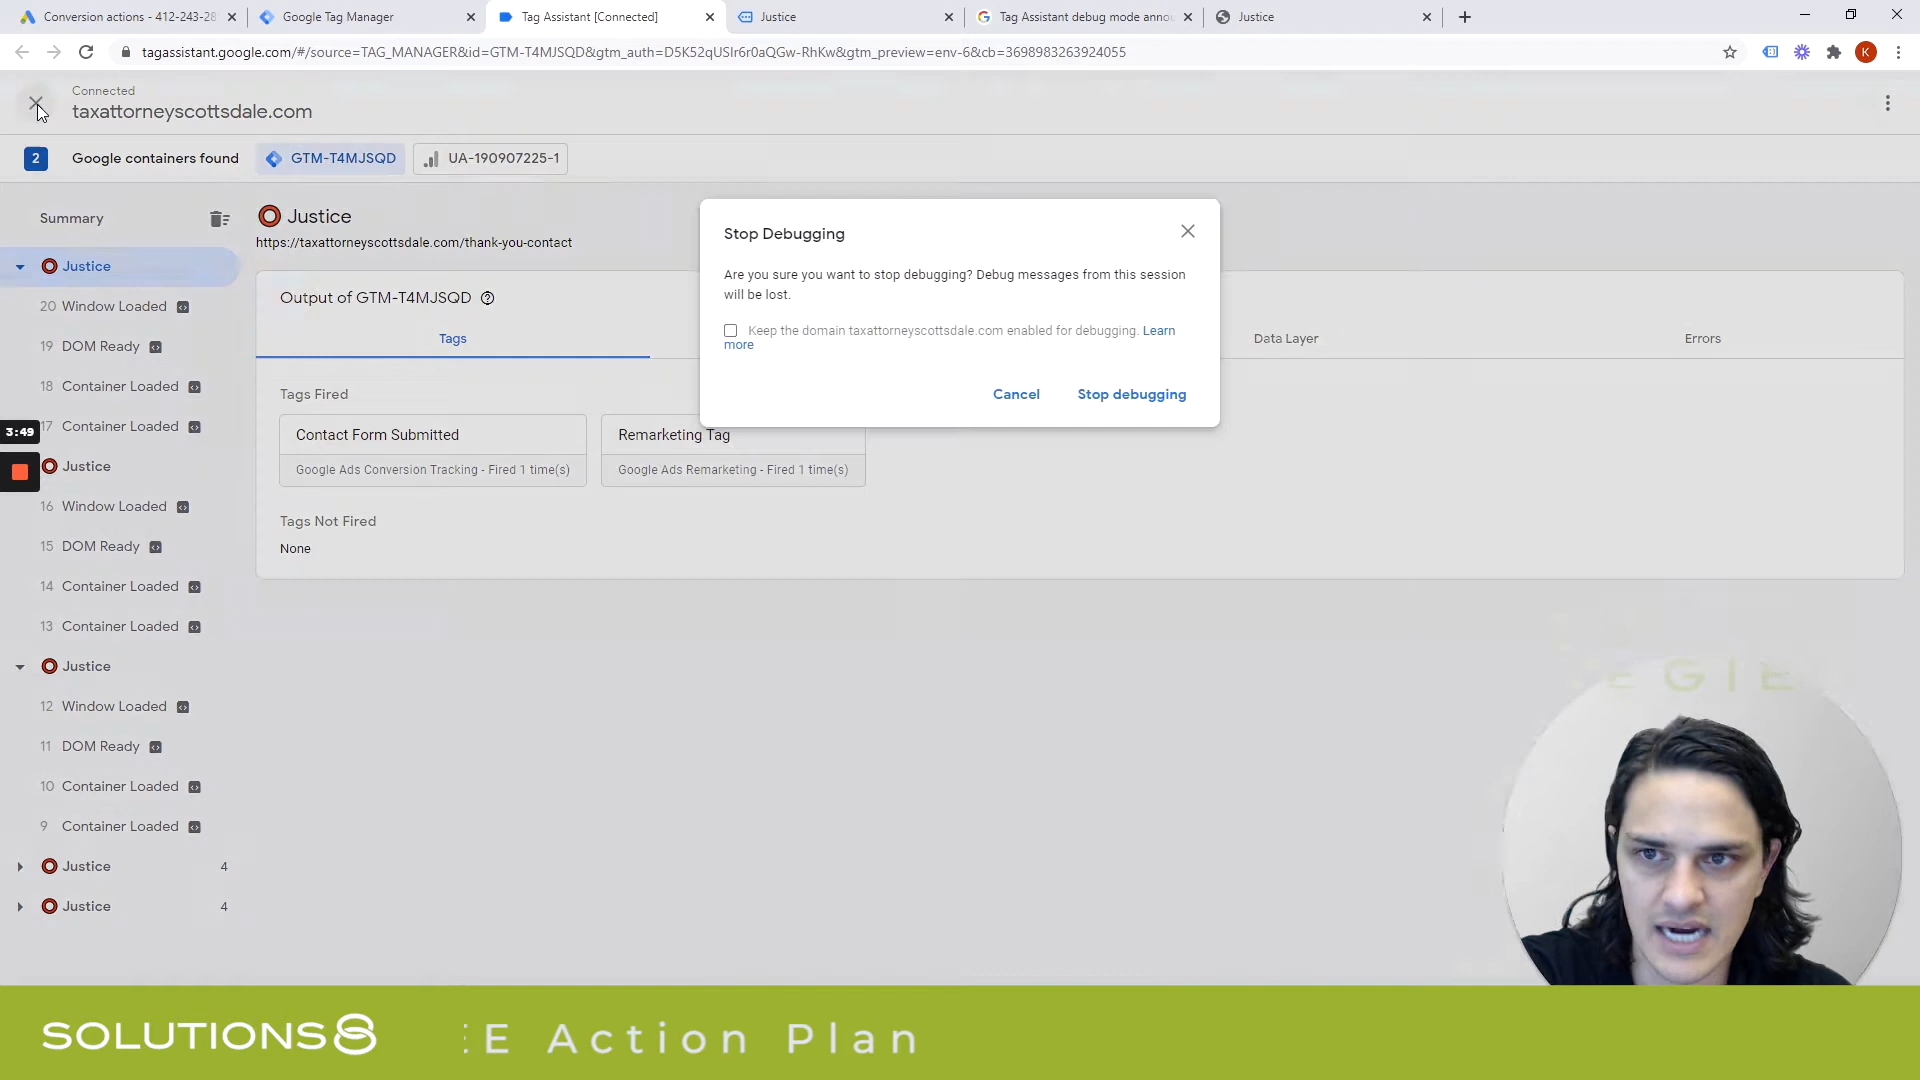 Conversion actions - 412-243-28
Google Tag Manager
Tag Assistant [Connected]
Justice
Tag Assistant debug mode annou
Justice
tagassistant.google.com/#/source=TAG_MANAGER&id=GTM-T4MJSQD&gtm_auth=D5K52qUSIr6r0aQGw-RhKw&gtm_preview=env-6&cb=3698983263924055
K
Connected
taxattorneyscottsdale.com
2 Google containers found GTM-T4MJSQD UA-190907225-1
Summary
Justice
20 Window Loaded
19 DOM Ready
18 Container Loaded
17 Container Loaded
Justice
16 Window Loaded
15 DOM Ready
14 Container Loaded
13 Container Loaded
Justice
12 Window Loaded
11 DOM Ready
10 Container Loaded
9 Container Loaded
Justice 4
Justice 4
3:49
Justice
https://taxattorneyscottsdale.com/thank-you-contact
Output of GTM-T4MJSQD
Tags
Data Layer
Errors
Tags Fired
Contact Form Submitted
Google Ads Conversion Tracking - Fired 1 time(s)
Remarketing Tag
Google Ads Remarketing - Fired 1 time(s)
Tags Not Fired
None
Stop Debugging
Are you sure you want to stop debugging? Debug messages from this session
will be lost.
Keep the domain taxattorneyscottsdale.com enabled for debugging. Learn
more
Cancel Stop debugging
EGIE
SOLUTIONS8
E Action Plan